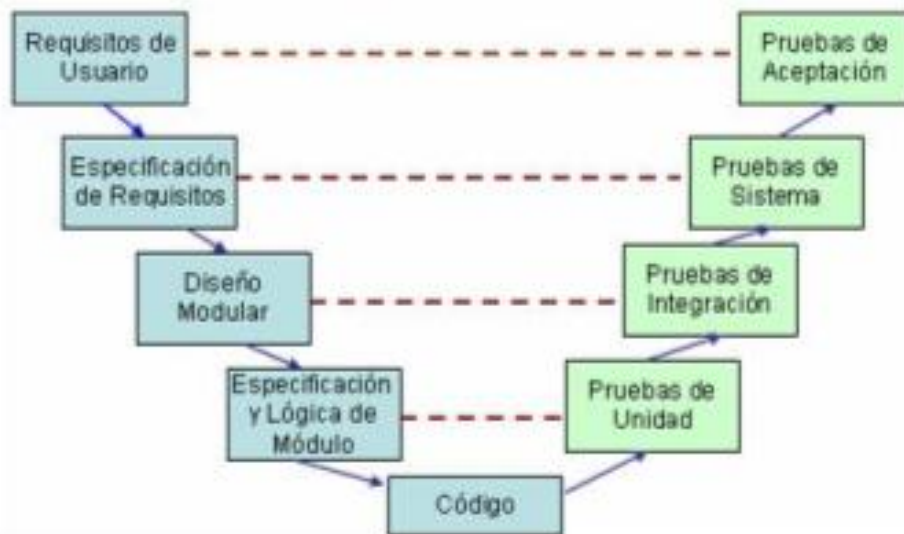 Requisitos de
Usuario
Pruebas de
Aceptación
Especificación
de Requisitos
Pruebas de
Sistema
Diseño
Modular
Pruebas de
Integración
Especificación
y Lógica de
Módulo
Pruebas de
Unidad
Código